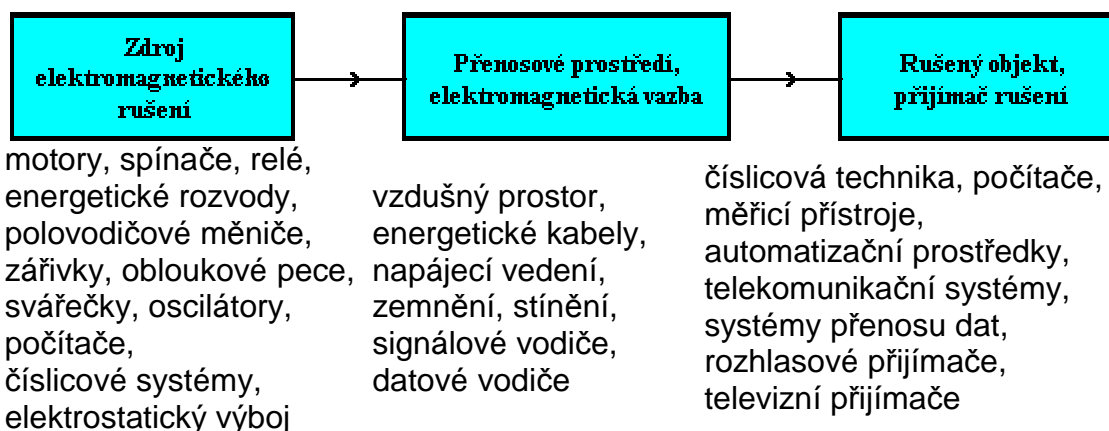 Zdroj
elektromagnetického
rušení
Přenosové prostředí,
elektromagnetická vazba
Rušený objekt,
přijímač rušení
motory, spínače, relé,
energetické rozvody,
polovodičové měniče,
zářivky, obloukové pece,
svářečky, oscilátory,
počítače,
číslicové systémy,
elektrostatický výboj
vzdušný prostor,
energetické kabely,
napájecí vedení,
zemnění, stínění,
signálové vodiče,
datové vodiče
číslicová technika, počítače,
měřicí přístroje,
automatizační prostředky,
telekomunikační systémy,
systémy přenosu dat,
rozhlasové přijímače,
televizní přijímače